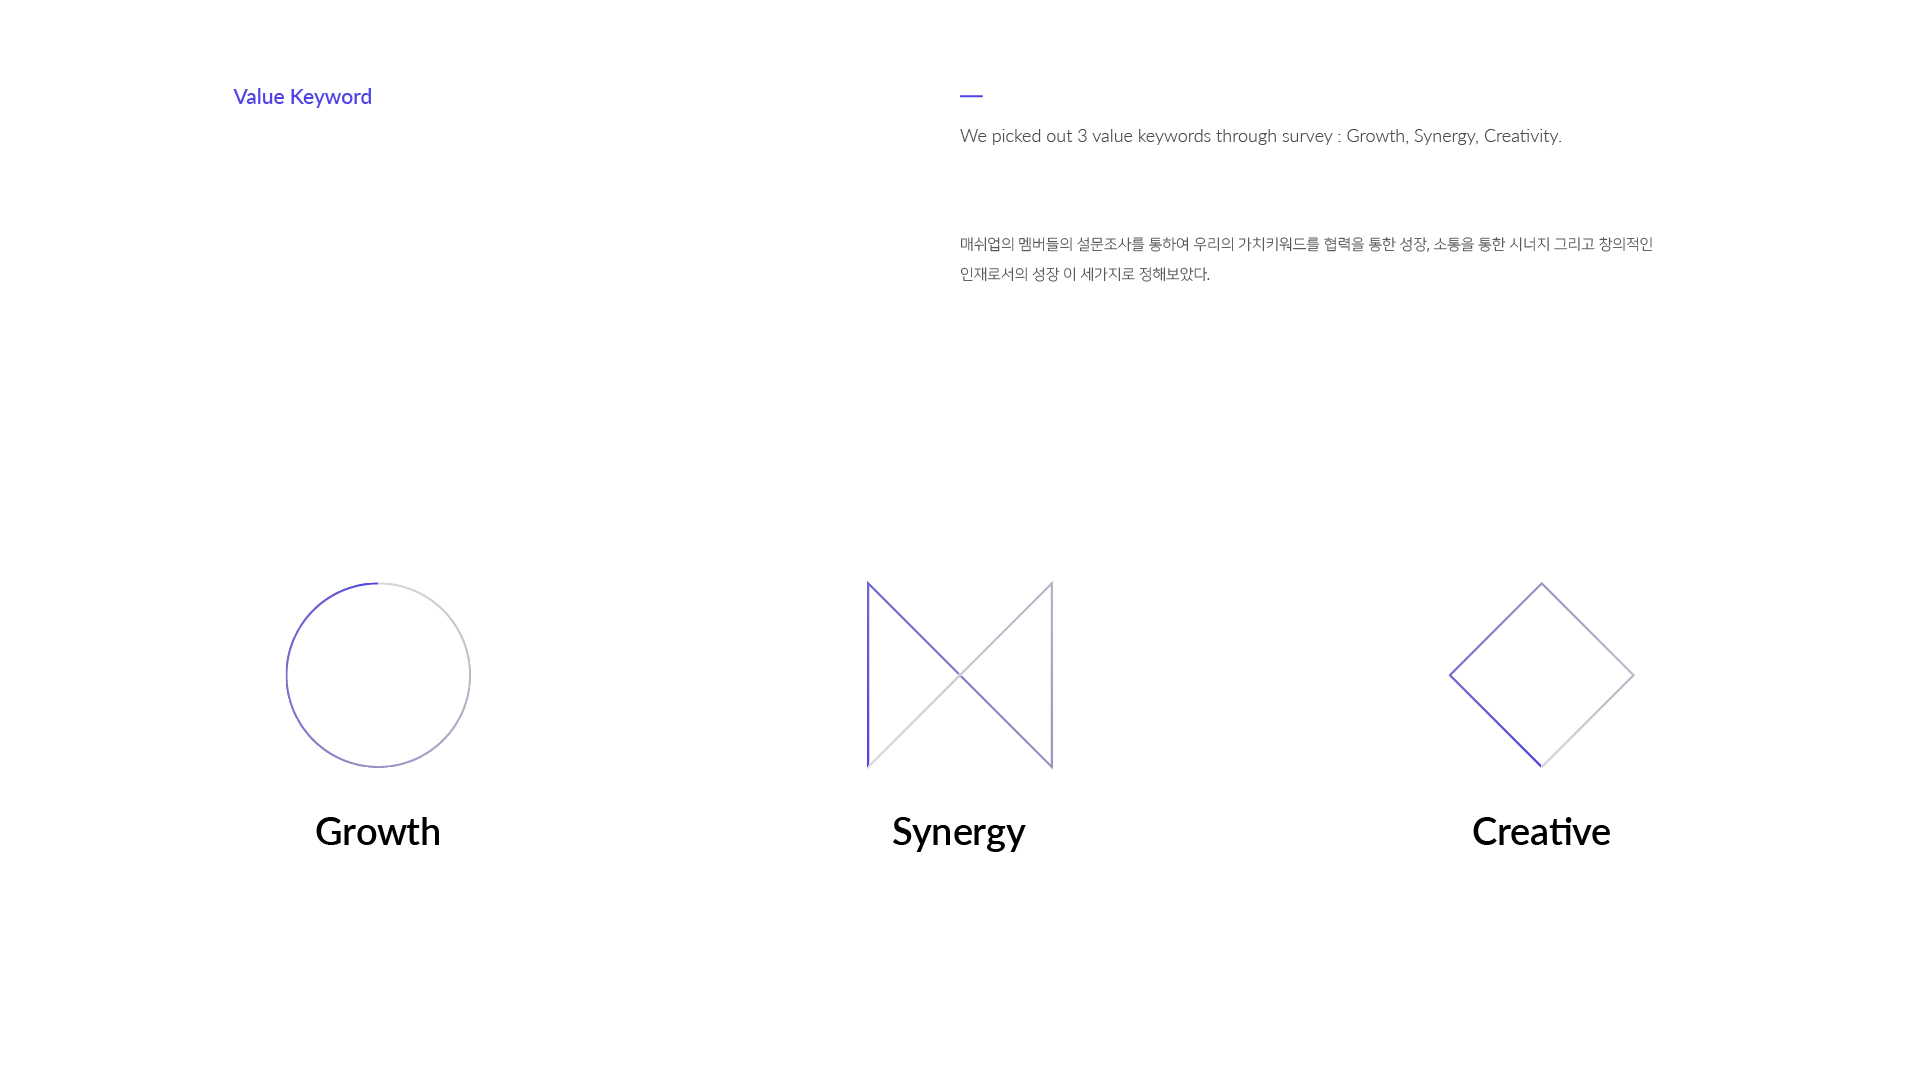 Value Keyword
We picked out 3 value keywords through survey : Growth, Synergy, Creativity.
매쉬업의 멤버들의 설문조사를 통하여 우리의 가치키워드를 협력을 통한 성장, 소통을 통한 시너지 그리고 창의적인
인재로서의 성장 이 세가지로 정해보았다.
Growth
Synergy
Creative